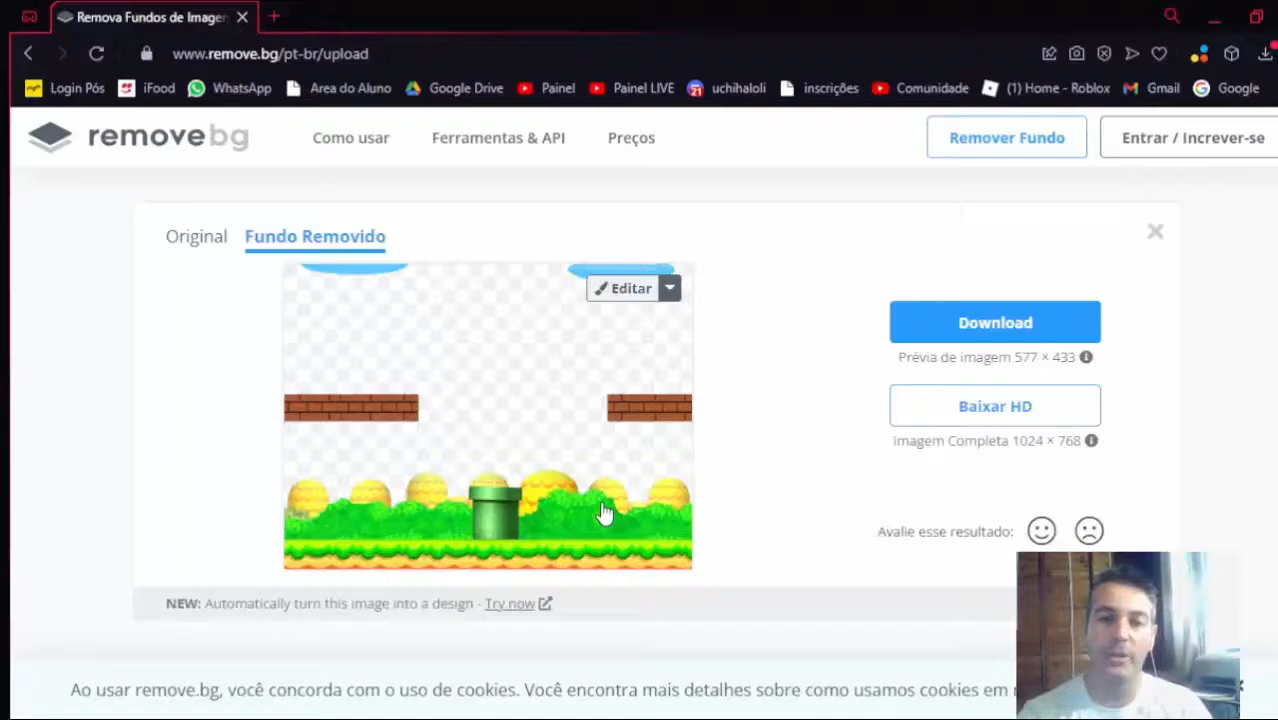 Remova Fundos de Imagen
www.remove.bg/pt-br/upload
Login Pós iFood WhatsApp Area do Aluno Google Drive Painel Painel LIVE uchihaloli inscrições Comunidade (1) Home - Roblox Gmail Google
21
removebg Como usar Ferramentas & API Preços Remover Fundo Entrar / Increver-se
Original Fundo Removido
Editar
Download
Prévia de imagem 577 × 433
Baixar HD
Imagem Completa 1024 × 768
Avalie esse resultado:
NEW: Automatically turn this image into a design - Try now
Ao usar remove.bg, você concorda com o uso de cookies. Você encontra mais detalhes sobre como usamos cookies em